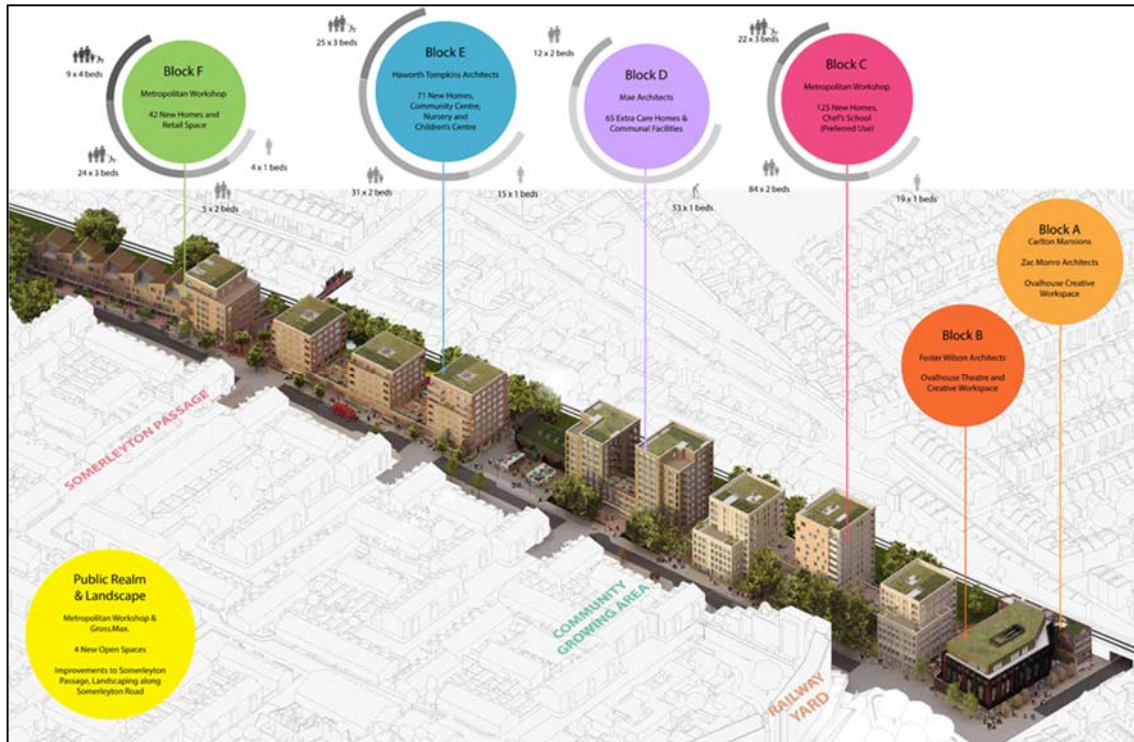 9 x 4 beds
24 x 3 beds
5 x 2 beds
4 x 1 beds
Block F
Metropolitan Workshop
42 New Homes and
Retail Space
25 x 3 beds
31 x 2 beds
15 x 1 beds
Block E
Haworth Tompkins Architects
71 New Homes,
Community Centre,
Nursery and
Children's Centre
12 x 2 beds
53 x 1 beds
Block D
Mae Architects
65 Extra Care Homes &
Communal Facilities
22 x 3 beds
84 x 2 beds
19 x 1 beds
Block C
Metropolitan Workshop
125 New Homes,
Chef's School
(Preferred Use)
Block A
Carlton Mansions
Zac Monro Architects
Ovalhouse Creative
Workspace
Block B
Foster Wilson Architects
Ovalhouse Theatre and
Creative Workspace
SOMERLEYTON PASSAGE
COMMUNITY
GROWING AREA
RAILWAY
YARD
Public Realm
& Landscape
Metropolitan Workshop &
Gross.Max.
4 New Open Spaces
Improvements to Somerleyton
Passage, Landscaping along
Somerleyton Road